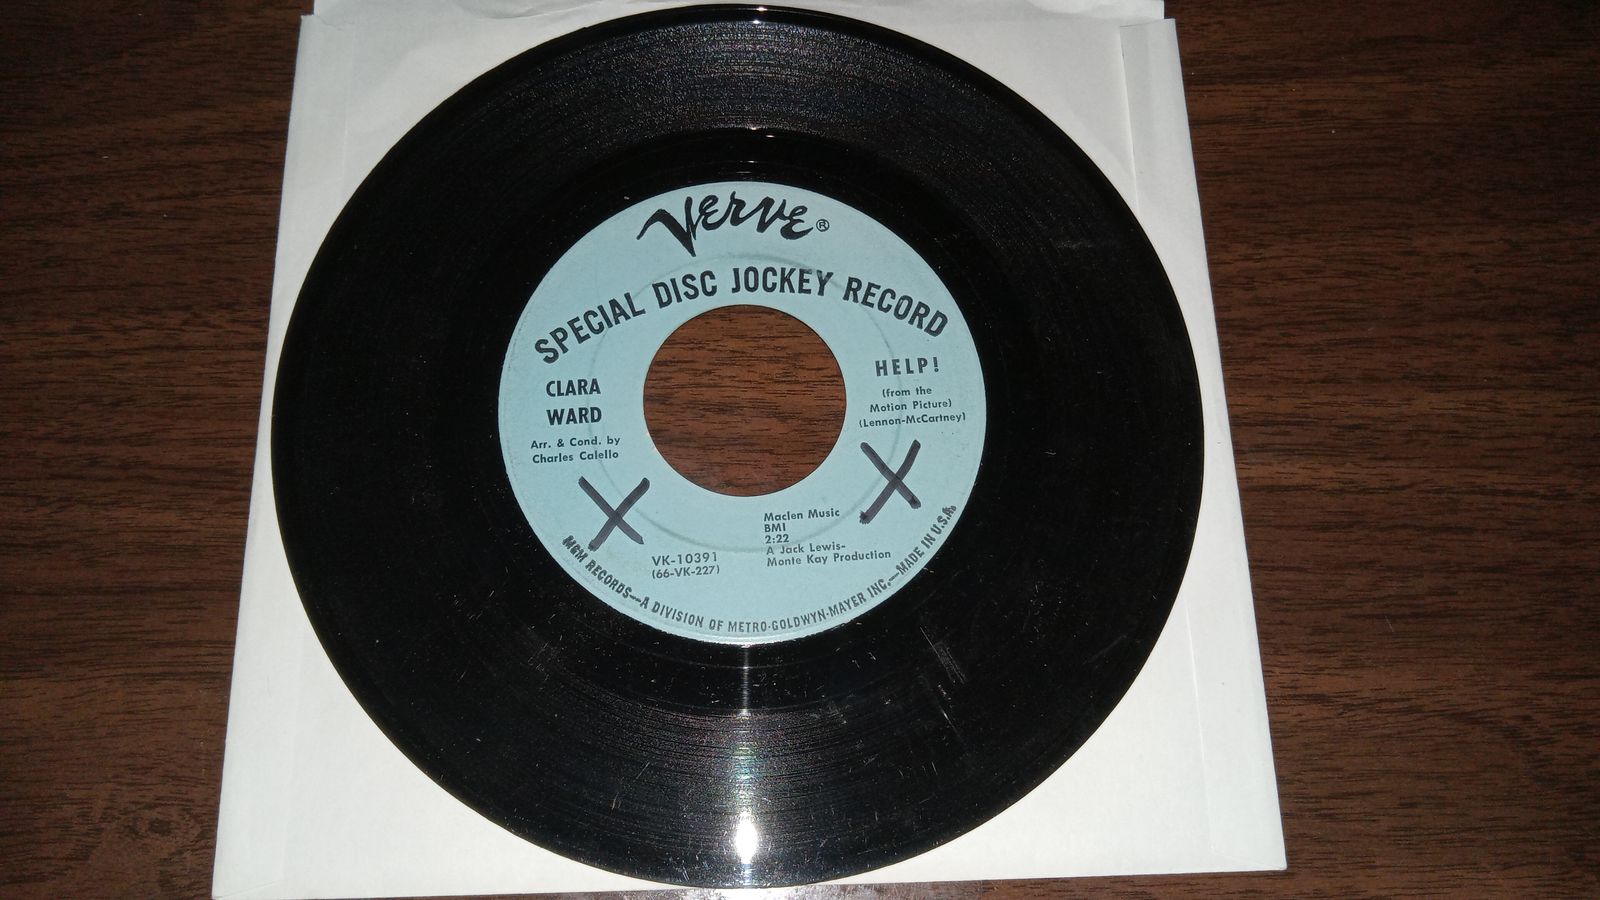 VERVE®
SPECIAL DISC JOCKEY RECORD
CLARA
WARD
Arr. & Cond. by
Charles Calello
HELP!
(from the
Motion Picture)
(Lennon-McCartney)
X
X
VK-10391
(66-VK-227)
Maclen Music
BMI
2:22
A Jack Lewis-
Monte Kay Production
MGM RECORDS—A DIVISION OF METRO-GOLDWYN-MAYER INC.—MADE IN U.S.A.